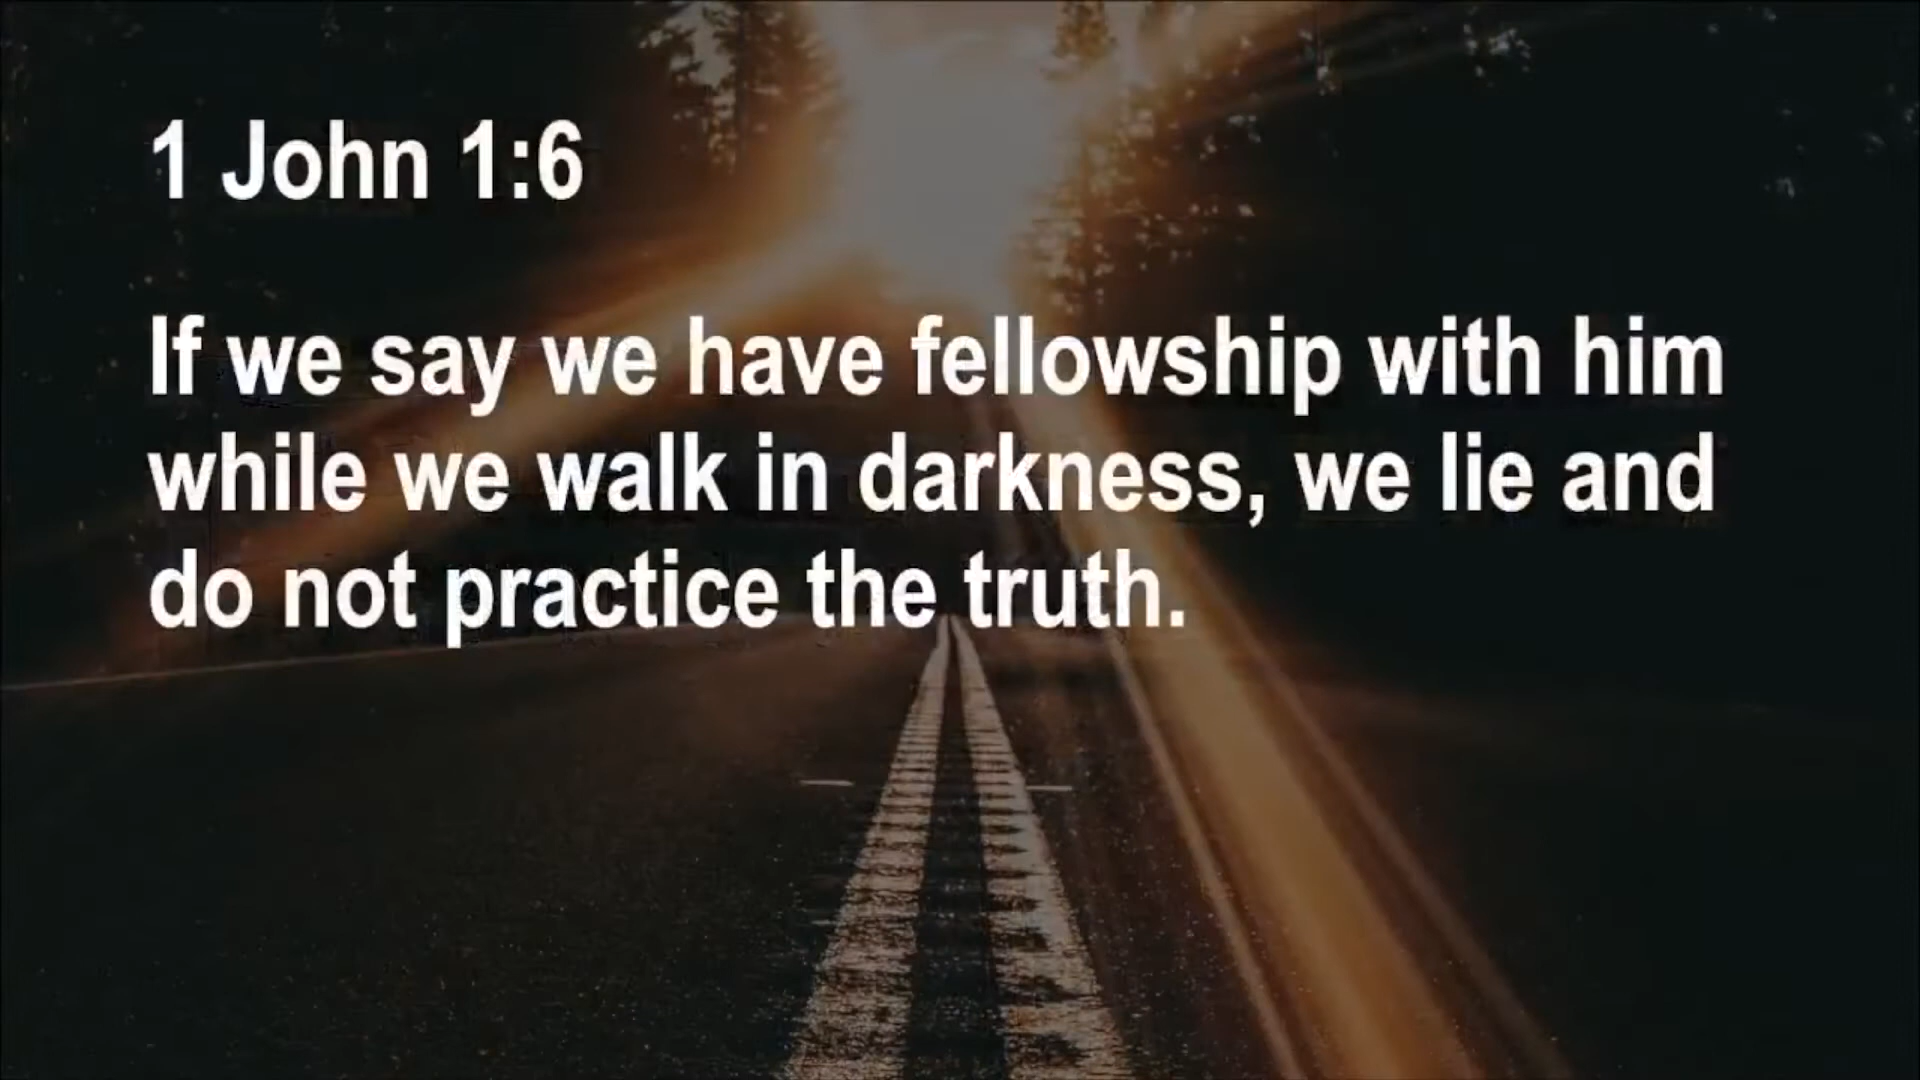 1 John 1:6
If we say we have fellowship with him
while we walk in darkness, we lie and
do not practice the truth.